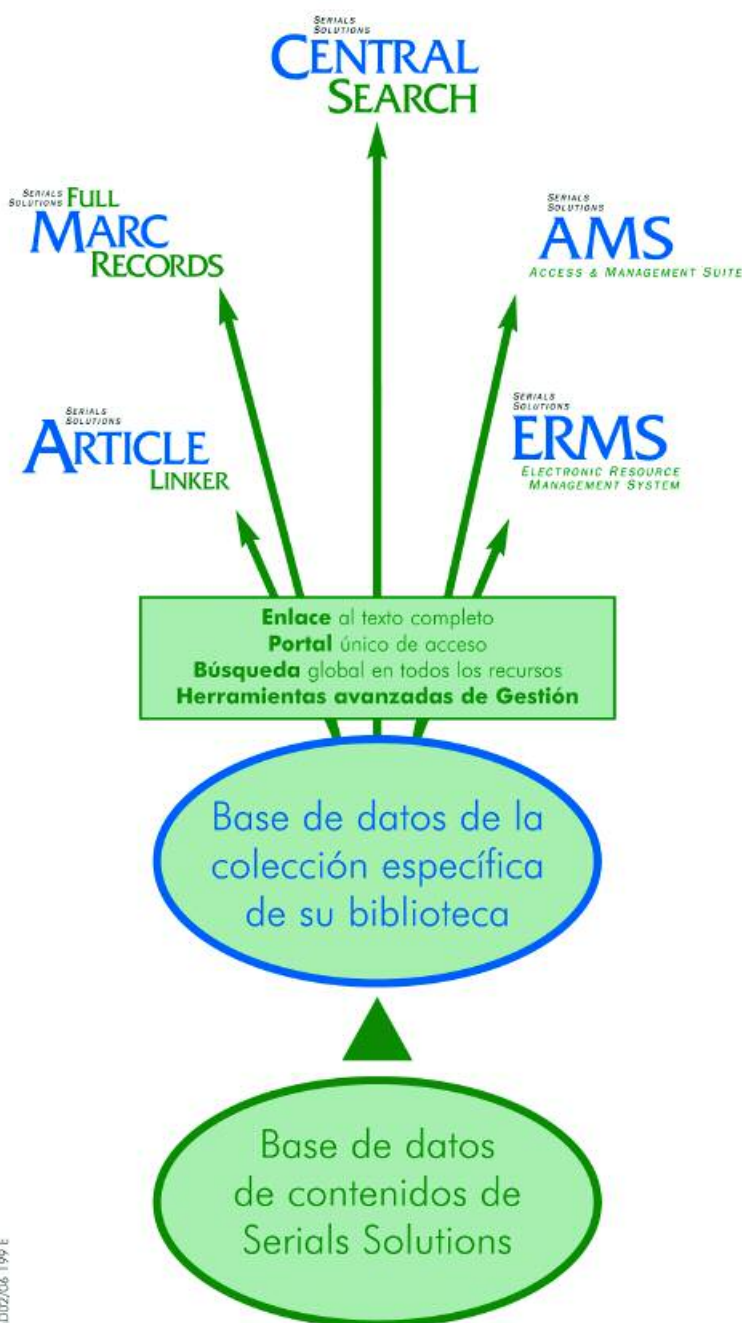 SERIALS
SOLUTIONS
CENTRAL
SEARCH
SERIALS
SOLUTIONS FULL
MARC
RECORDS
SERIALS
SOLUTIONS
AMS
ACCESS & MANAGEMENT SUITE
SERIALS
SOLUTIONS
ARTICLE
LINKER
SERIALS
SOLUTIONS
ERMS
ELECTRONIC RESOURCE
MANAGEMENT SYSTEM
Enlace al texto completo
Portal único de acceso
Búsqueda global en todos los recursos
Herramientas avanzadas de Gestión
Base de datos de la
colección específica
de su biblioteca
Base de datos
de contenidos de
Serials Solutions